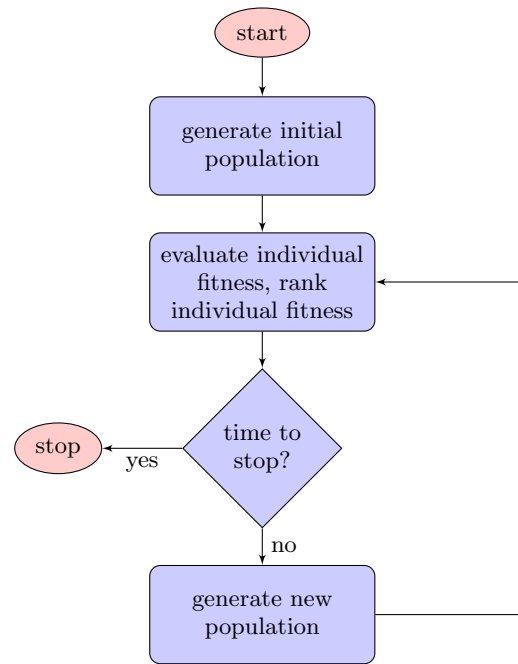 start
generate initial
population
evaluate individual
fitness, rank
individual fitness
time to
stop?
stop
yes
no
generate new
population